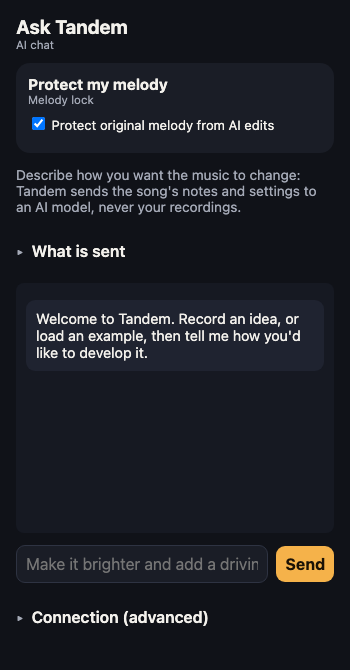 Ask Tandem
AI chat
Protect my melody
Melody lock
Protect original melody from AI edits
Describe how you want the music to change:
Tandem sends the song's notes and settings to
an AI model, never your recordings.
What is sent
Welcome to Tandem. Record an idea, or
load an example, then tell me how you'd
like to develop it.
Make it brighter and add a drivin
Send
Connection (advanced)